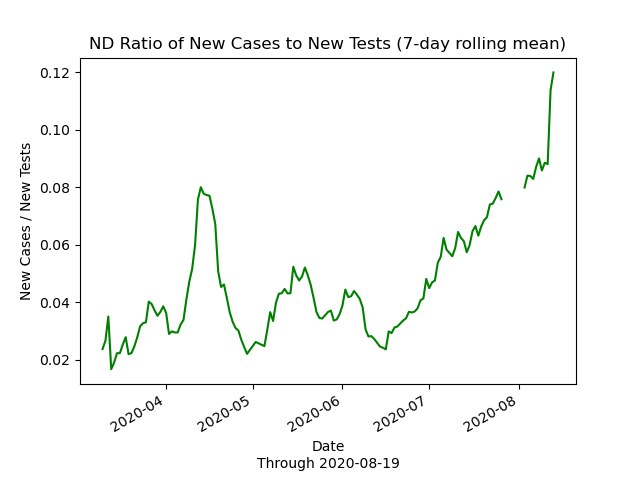 ND Ratio of New Cases to New Tests (7-day rolling mean)
0.12
0.10
0.08
0.06
0.04
0.02
New Cases / New Tests
2020-04
2020-05
2020-06
2020-07
2020-08
Date
Through 2020-08-19